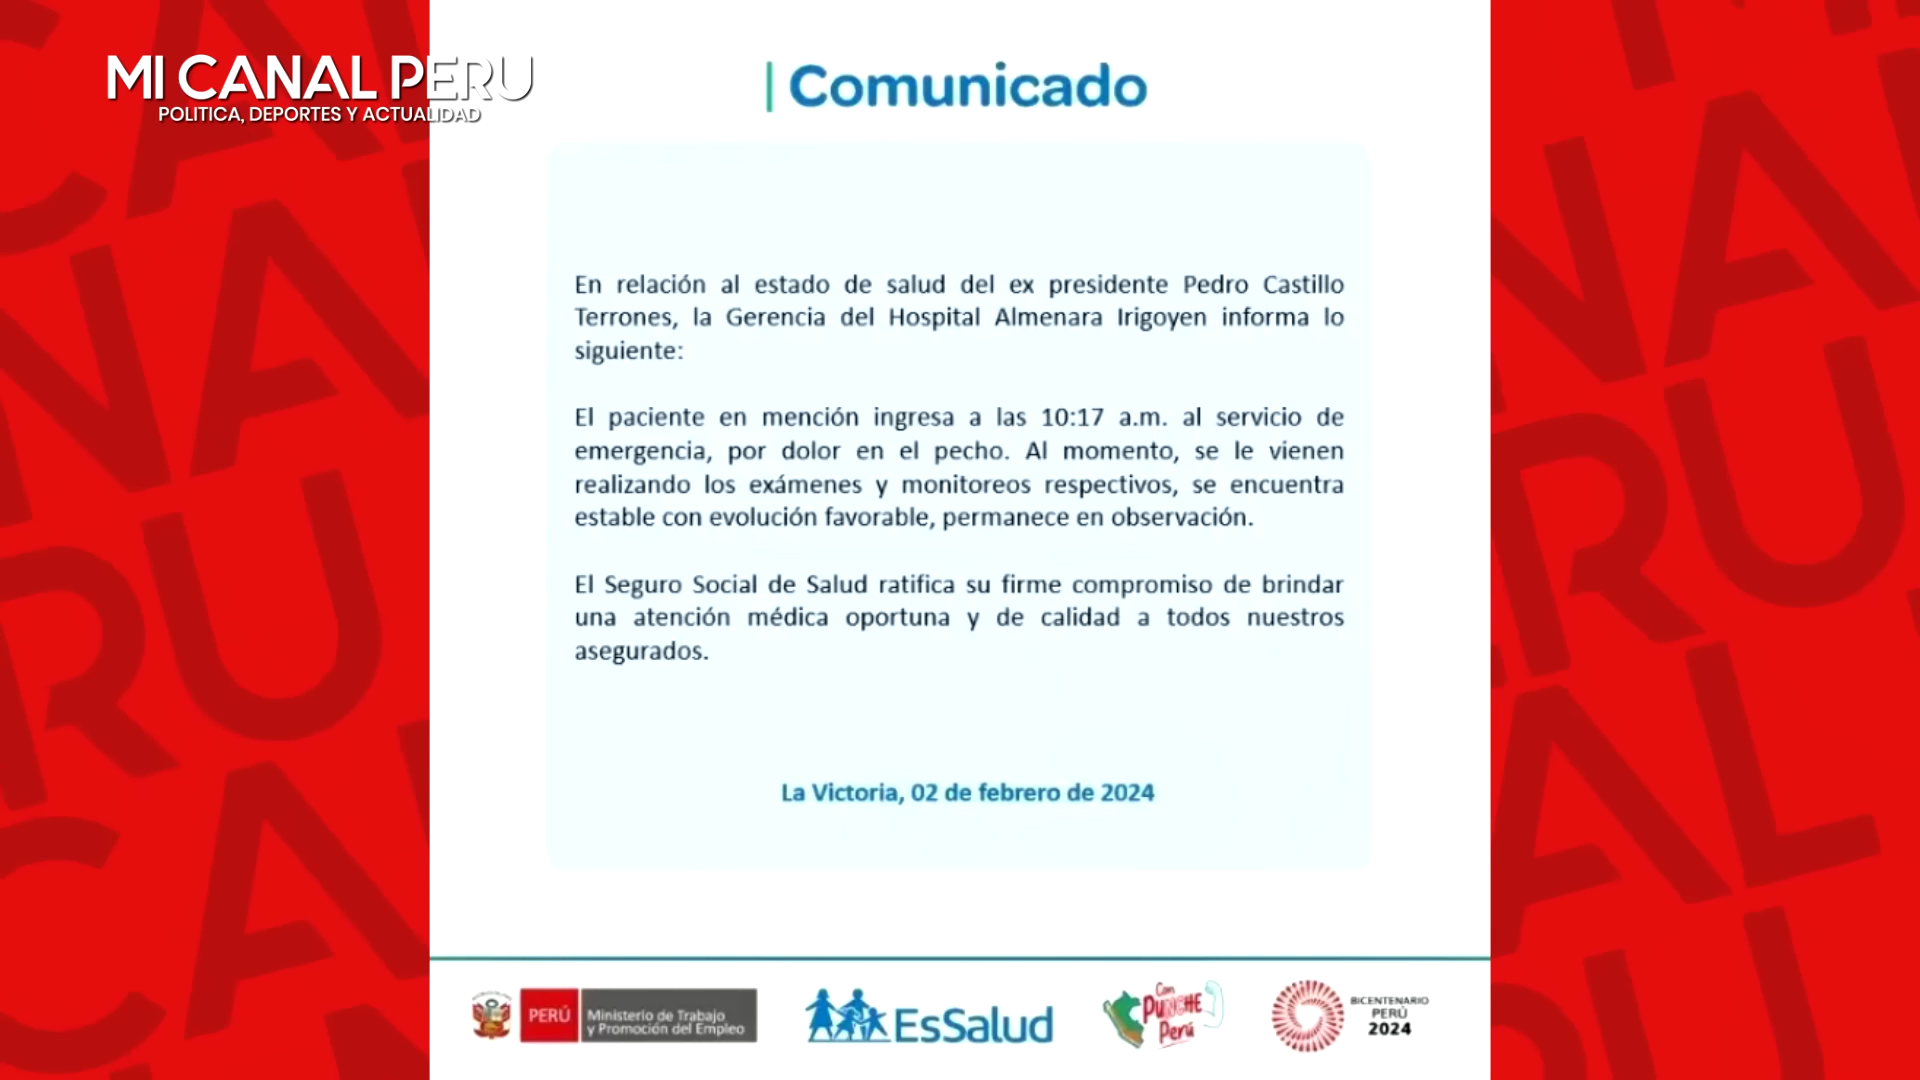 MI CANAL PERU
POLITICA, DEPORTES Y ACTUALIDAD
Comunicado
En relación al estado de salud del ex presidente Pedro Castillo
Terrones, la Gerencia del Hospital Almenara Irigoyen informa lo
siguiente:
El paciente en mención ingresa a las 10:17 a.m. al servicio de
emergencia, por dolor en el pecho. Al momento, se le vienen
realizando los exámenes y monitoreos respectivos, se encuentra
estable con evolución favorable, permanece en observación.
El Seguro Social de Salud ratifica su firme compromiso de brindar
una atención médica oportuna y de calidad a todos nuestros
asegurados.
La Victoria, 02 de febrero de 2024
PERÚ
Ministerio de Trabajo
y Promoción del Empleo
EsSalud
Con
PUNCHE
Perú
BICENTENARIO
PERÚ
2024